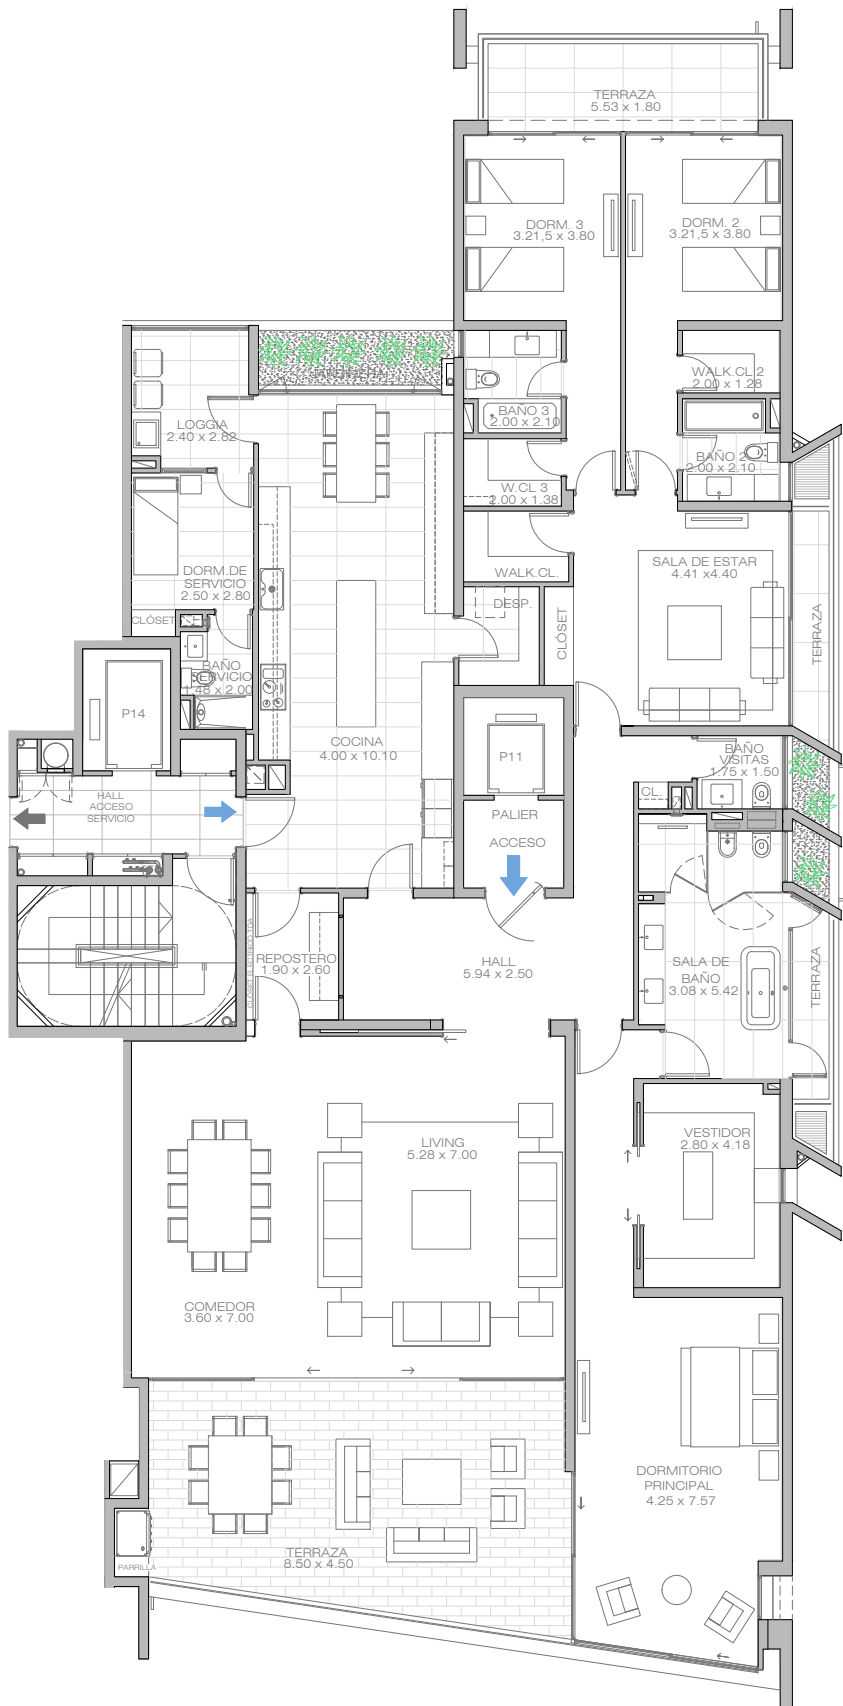 TERRAZA
5.53 x 1.80
DORM. 3
3.21,5 x 3.80
DORM. 2
3.21,5 x 3.80
WALK.CL 2
2.00 x 1.28
LOGGIA
2.40 x 2.82
BAÑO 3
2.00 x 2.10
BAÑO 2
2.00 x 2.10
W.CL 3
2.00 x 1.38
WALK.CL.
DORM.DE
SERVICIO
2.50 x 2.80
SALA DE ESTAR
4.41 x4.40
DESP.
CLÓSET
CLÓSET
TERRAZA
BAÑO
SERVICIO
1.48 x 2.00
P14
COCINA
4.00 x 10.10
P11
BAÑO
VISITAS
1.75 x 1.50
CL.
HALL
ACCESO
SERVICIO
PALIER
ACCESO
REPOSTERO
1.90 x 2.60
CLOSET ELECTRICO TDA
HALL
5.94 x 2.50
SALA DE
BAÑO
3.08 x 5.42
TERRAZA
LIVING
5.28 x 7.00
VESTIDOR
2.80 x 4.18
COMEDOR
3.60 x 7.00
DORMITORIO
PRINCIPAL
4.25 x 7.57
TERRAZA
8.50 x 4.50
PARRILLA